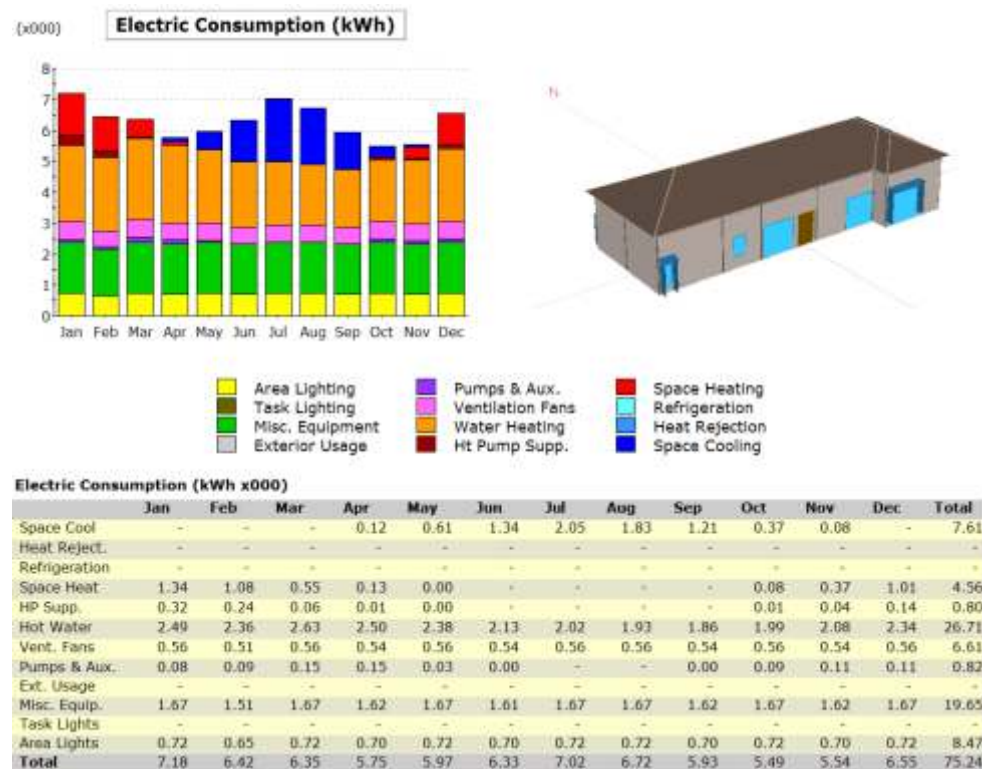 (x000) Electric Consumption (kWh)
8
7
6
5
4
3
2
1
0
Jan Feb Mar Apr May Jun Jul Aug Sep Oct Nov Dec
N
Area Lighting Pumps & Aux. Space Heating
Task Lighting Ventilation Fans Refrigeration
Misc. Equipment Water Heating Heat Rejection
Exterior Usage Ht Pump Supp. Space Cooling
Electric Consumption (kWh x000)
Jan Feb Mar Apr May Jun Jul Aug Sep Oct Nov Dec Total
Space Cool - - - 0.12 0.61 1.34 2.05 1.83 1.21 0.37 0.08 - 7.61
Heat Reject. - - - - - - - - - - - - -
Refrigeration - - - - - - - - - - - - -
Space Heat 1.34 1.08 0.55 0.13 0.00 - - - - 0.08 0.37 1.01 4.56
HP Supp. 0.32 0.24 0.06 0.01 0.00 - - - - 0.01 0.04 0.14 0.80
Hot Water 2.49 2.36 2.63 2.50 2.38 2.13 2.02 1.93 1.86 1.99 2.08 2.34 26.71
Vent. Fans 0.56 0.51 0.56 0.54 0.56 0.54 0.56 0.56 0.54 0.56 0.54 0.56 6.61
Pumps & Aux. 0.08 0.09 0.15 0.15 0.03 0.00 - - 0.00 0.09 0.11 0.11 0.82
Ext. Usage - - - - - - - - - - - - -
Misc. Equip. 1.67 1.51 1.67 1.62 1.67 1.61 1.67 1.67 1.62 1.67 1.62 1.67 19.65
Task Lights - - - - - - - - - - - - -
Area Lights 0.72 0.65 0.72 0.70 0.72 0.70 0.72 0.72 0.70 0.72 0.70 0.72 8.47
Total 7.18 6.42 6.35 5.75 5.97 6.33 7.02 6.72 5.93 5.49 5.54 6.55 75.24